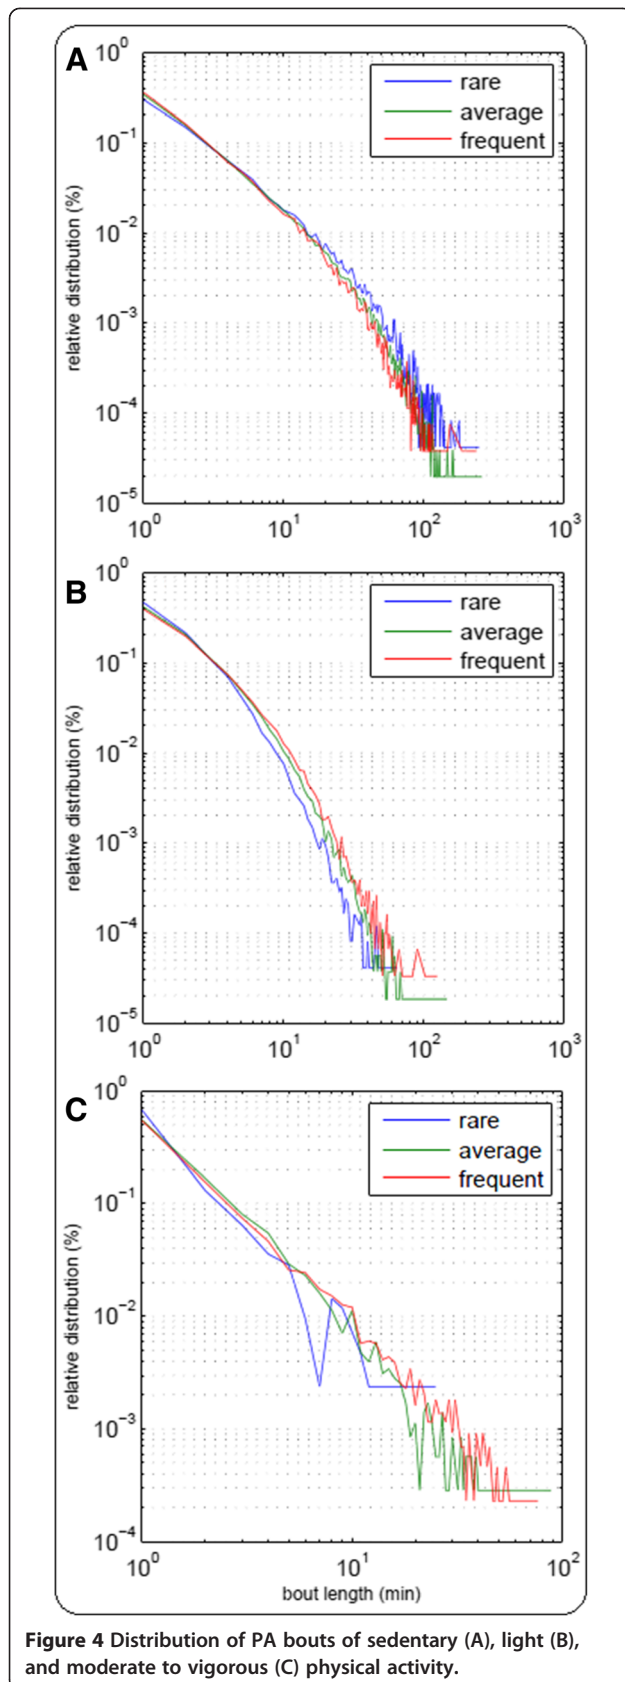 A
10^0
10^-1
10^-2
10^-3
10^-4
10^-5
relative distribution (%)
rare
average
frequent
10^0 10^1 10^2 10^3
B
10^0
10^-1
10^-2
10^-3
10^-4
10^-5
relative distribution (%)
rare
average
frequent
10^0 10^1 10^2 10^3
C
10^0
10^-1
10^-2
10^-3
10^-4
relative distribution (%)
rare
average
frequent
10^0 10^1 10^2
bout length (min)
Figure 4 Distribution of PA bouts of sedentary (A), light (B),
and moderate to vigorous (C) physical activity.